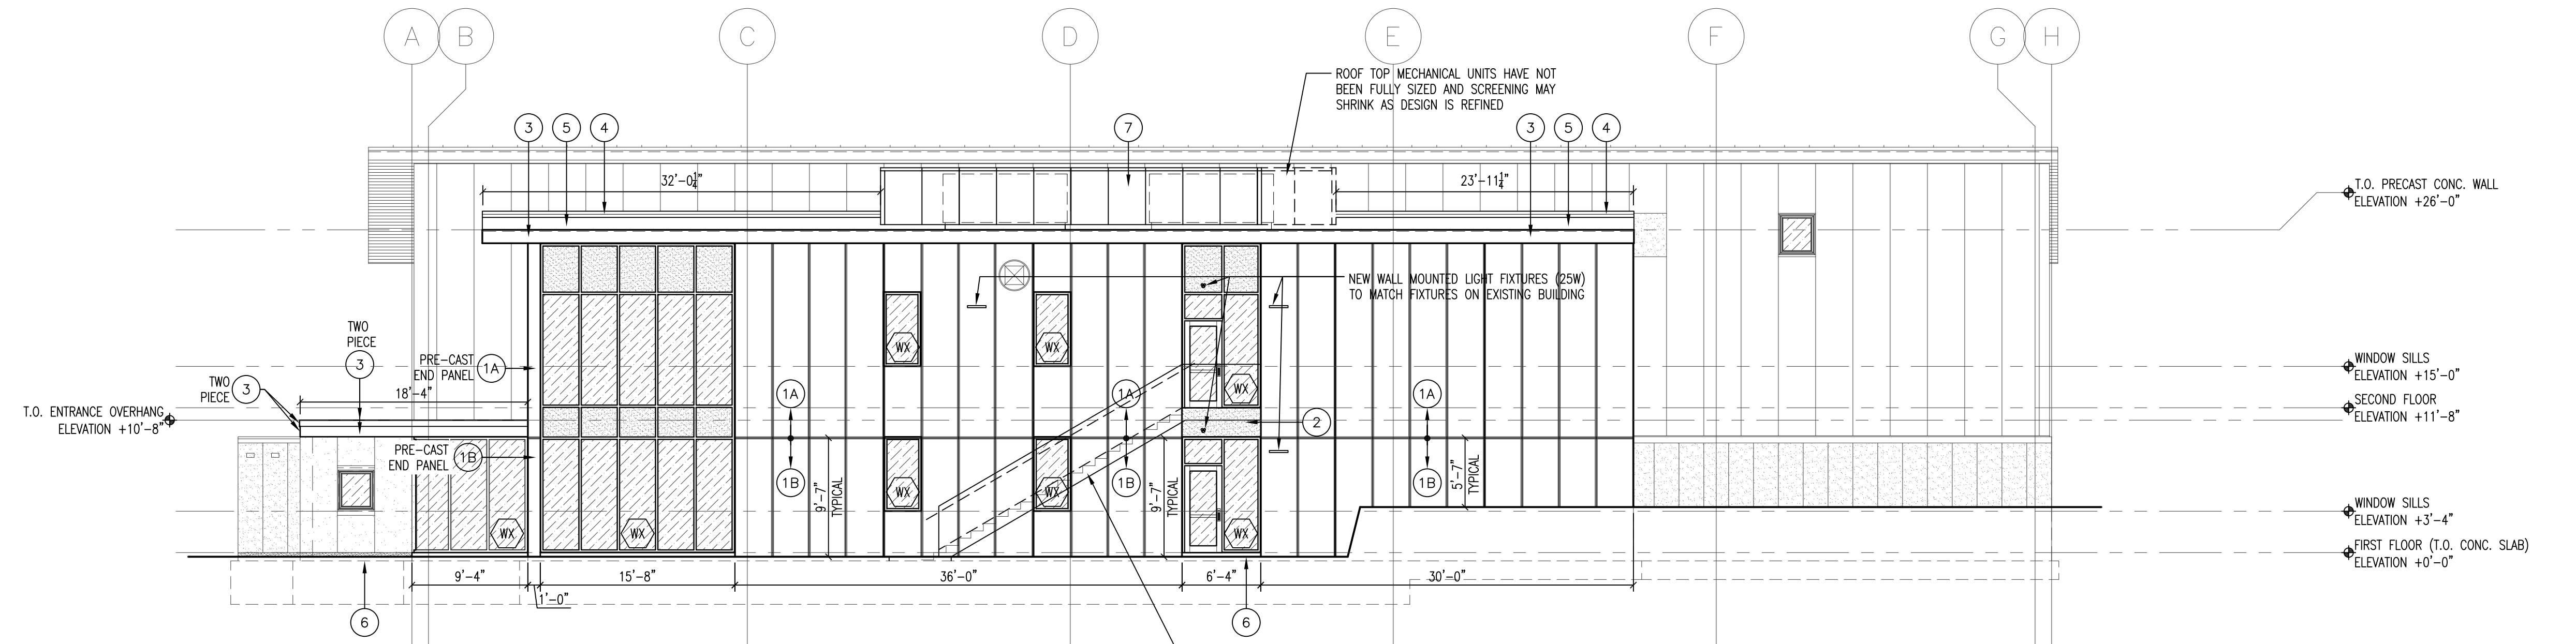 A
B
C
D
E
F
G
H
ROOF TOP MECHANICAL UNITS HAVE NOT
BEEN FULLY SIZED AND SCREENING MAY
SHRINK AS DESIGN IS REFINED
3
5
4
7
3
5
4
32'-0¼"
23'-11¼"
T.O. PRECAST CONC. WALL
ELEVATION +26'-0"
NEW WALL MOUNTED LIGHT FIXTURES (25W)
TO MATCH FIXTURES ON EXISTING BUILDING
TWO
PIECE
3
PRE-CAST
END PANEL
1A
WX
WX
WINDOW SILLS
ELEVATION +15'-0"
TWO
PIECE
3
18'-4"
1A
1A
WX
1A
SECOND FLOOR
ELEVATION +11'-8"
T.O. ENTRANCE OVERHANG
ELEVATION +10'-8"
2
PRE-CAST
END PANEL
1B
1B
9'-7"
TYPICAL
WX
WX
1B
9'-7"
TYPICAL
1B
5'-7"
TYPICAL
WX
WX
WX
WINDOW SILLS
ELEVATION +3'-4"
FIRST FLOOR (T.O. CONC. SLAB)
ELEVATION +0'-0"
9'-4"
15'-8"
36'-0"
6'-4"
30'-0"
1'-0"
6
6